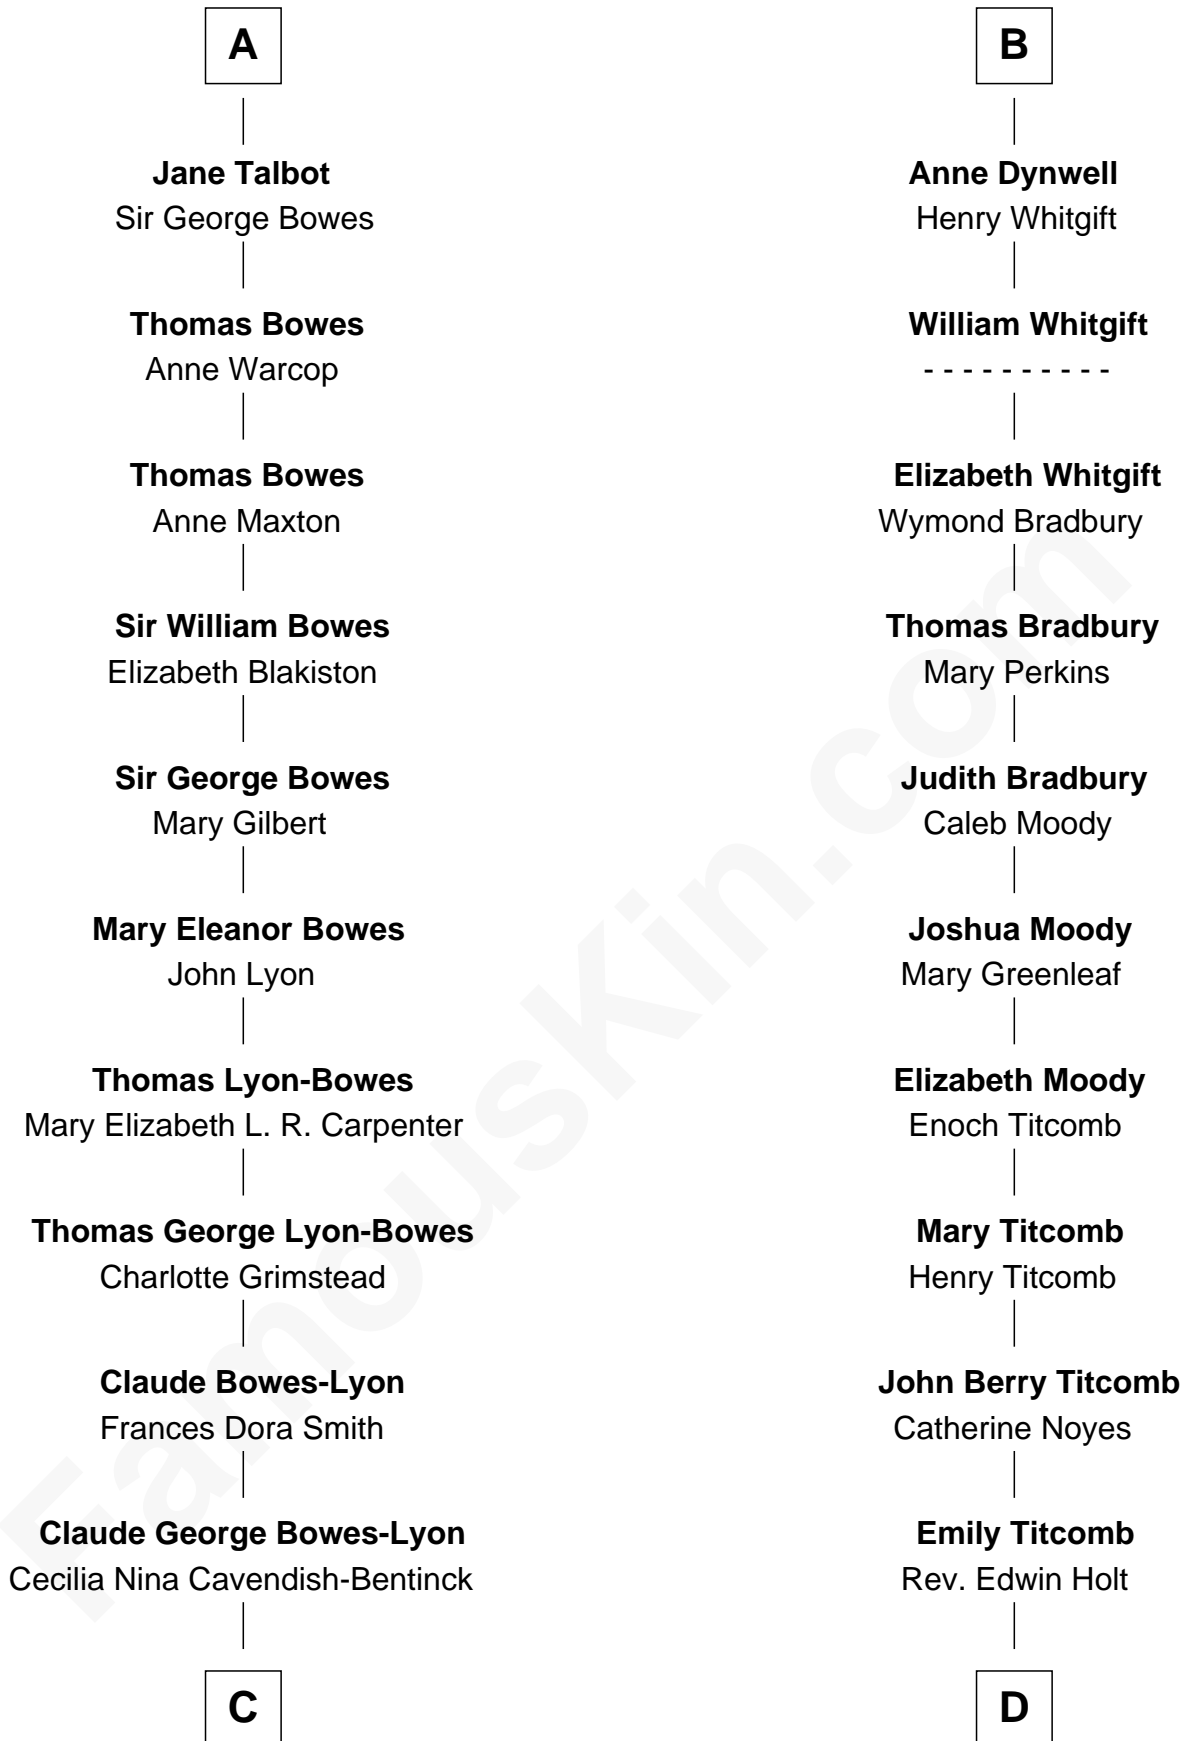 A
Jane Talbot
Sir George Bowes
Thomas Bowes
Anne Warcop
Thomas Bowes
Anne Maxton
Sir William Bowes
Elizabeth Blakiston
Sir George Bowes
Mary Gilbert
Mary Eleanor Bowes
John Lyon
Thomas Lyon-Bowes
Mary Elizabeth L. R. Carpenter
Thomas George Lyon-Bowes
Charlotte Grimstead
Claude Bowes-Lyon
Frances Dora Smith
Claude George Bowes-Lyon
Cecilia Nina Cavendish-Bentinck
C
B
Anne Dynwell
Henry Whitgift
William Whitgift
- - - - - - - - - -
Elizabeth Whitgift
Wymond Bradbury
Thomas Bradbury
Mary Perkins
Judith Bradbury
Caleb Moody
Joshua Moody
Mary Greenleaf
Elizabeth Moody
Enoch Titcomb
Mary Titcomb
Henry Titcomb
John Berry Titcomb
Catherine Noyes
Emily Titcomb
Rev. Edwin Holt
D
FamousKin.com